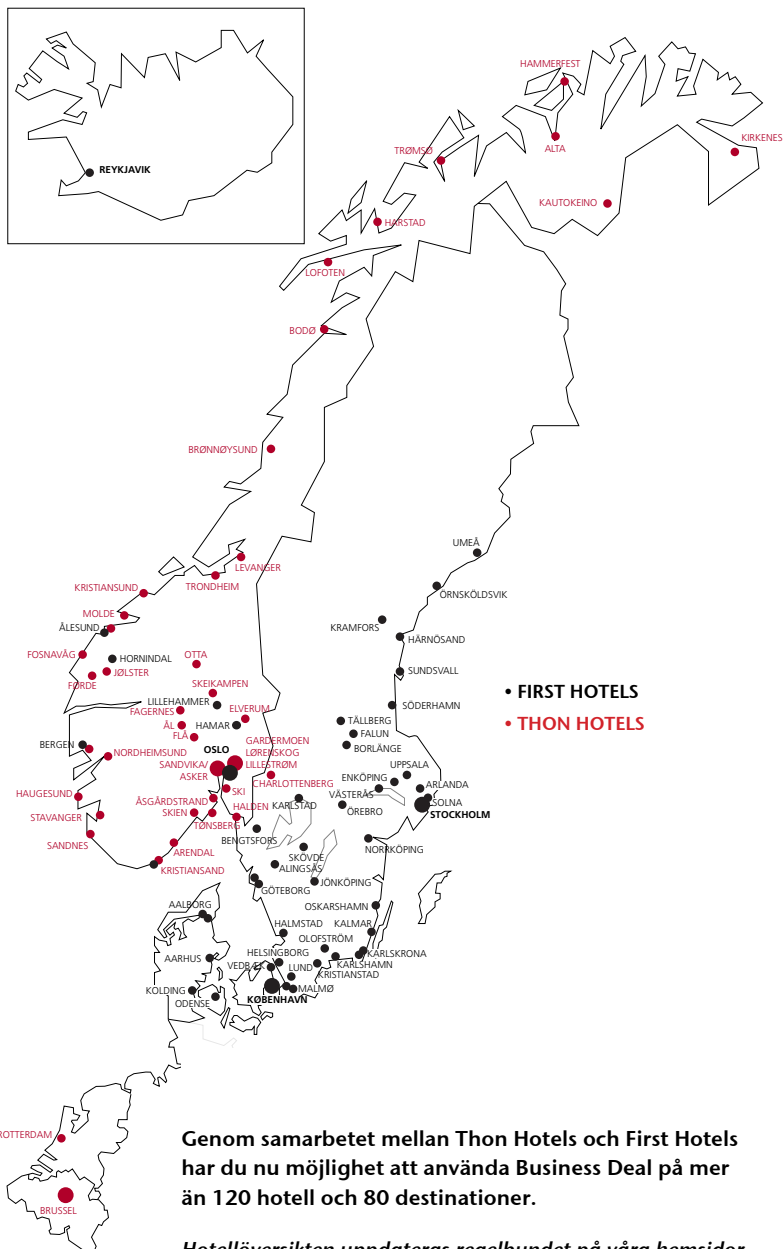 HAMMERFEST
KIRKENES
ALTA
TRØMSØ
REYKJAVIK
KAUTOKEINO
HARSTAD
LOFOTEN
BODØ
BRØNNØYSUND
UMEÅ
LEVANGER
TRONDHEIM
ÖRNSKÖLDSVIK
KRISTIANSUND
MOLDE
KRAMFORS
ÅLESUND
HÄRNÖSAND
FOSNAVÅG
HORNINDAL
OTTA
JØLSTER
FØRDE
SUNDSVALL
SKEIKAMPEN
• FIRST HOTELS
LILLEHAMMER
SÖDERHAMN
FAGERNES
ELVERUM
• THON HOTELS
ÅL
HAMAR
TÄLLBERG
FLÅ
FALUN
BERGEN
OSLO
GARDERMOEN
BORLÄNGE
NORDHEIMSUND
LØRENSKOG
SANDVIKA/
LILLESTRØM
UPPSALA
ASKER
CHARLOTTENBERG
ENKÖPING
ARLANDA
SKI
VÄSTERÅS
HAUGESUND
ÅSGÅRDSTRAND
HALDEN
KARLSTAD
SOLNA
SKIEN
ÖREBRO
STOCKHOLM
STAVANGER
TØNSBERG
SANDNES
BENGTSFORS
NORRKÖPING
ARENDAL
SKÖVDE
KRISTIANSAND
ALINGSÅS
JÖNKÖPING
GÖTEBORG
AALBORG
OSKARSHAMN
HALMSTAD
KALMAR
OLOFSTRÖM
AARHUS
HELSINGBORG
KARLSKRONA
VEDBÆK
LUND
KARLSHAMN
KRISTIANSTAD
KOLDING
MALMØ
ODENSE
KØBENHAVN
ROTTERDAM
BRUSSEL
Genom samarbetet mellan Thon Hotels och First Hotels
har du nu möjlighet att använda Business Deal på mer
än 120 hotell och 80 destinationer.
Hotellöversikten uppdateras regelbundet på våra hemsidor